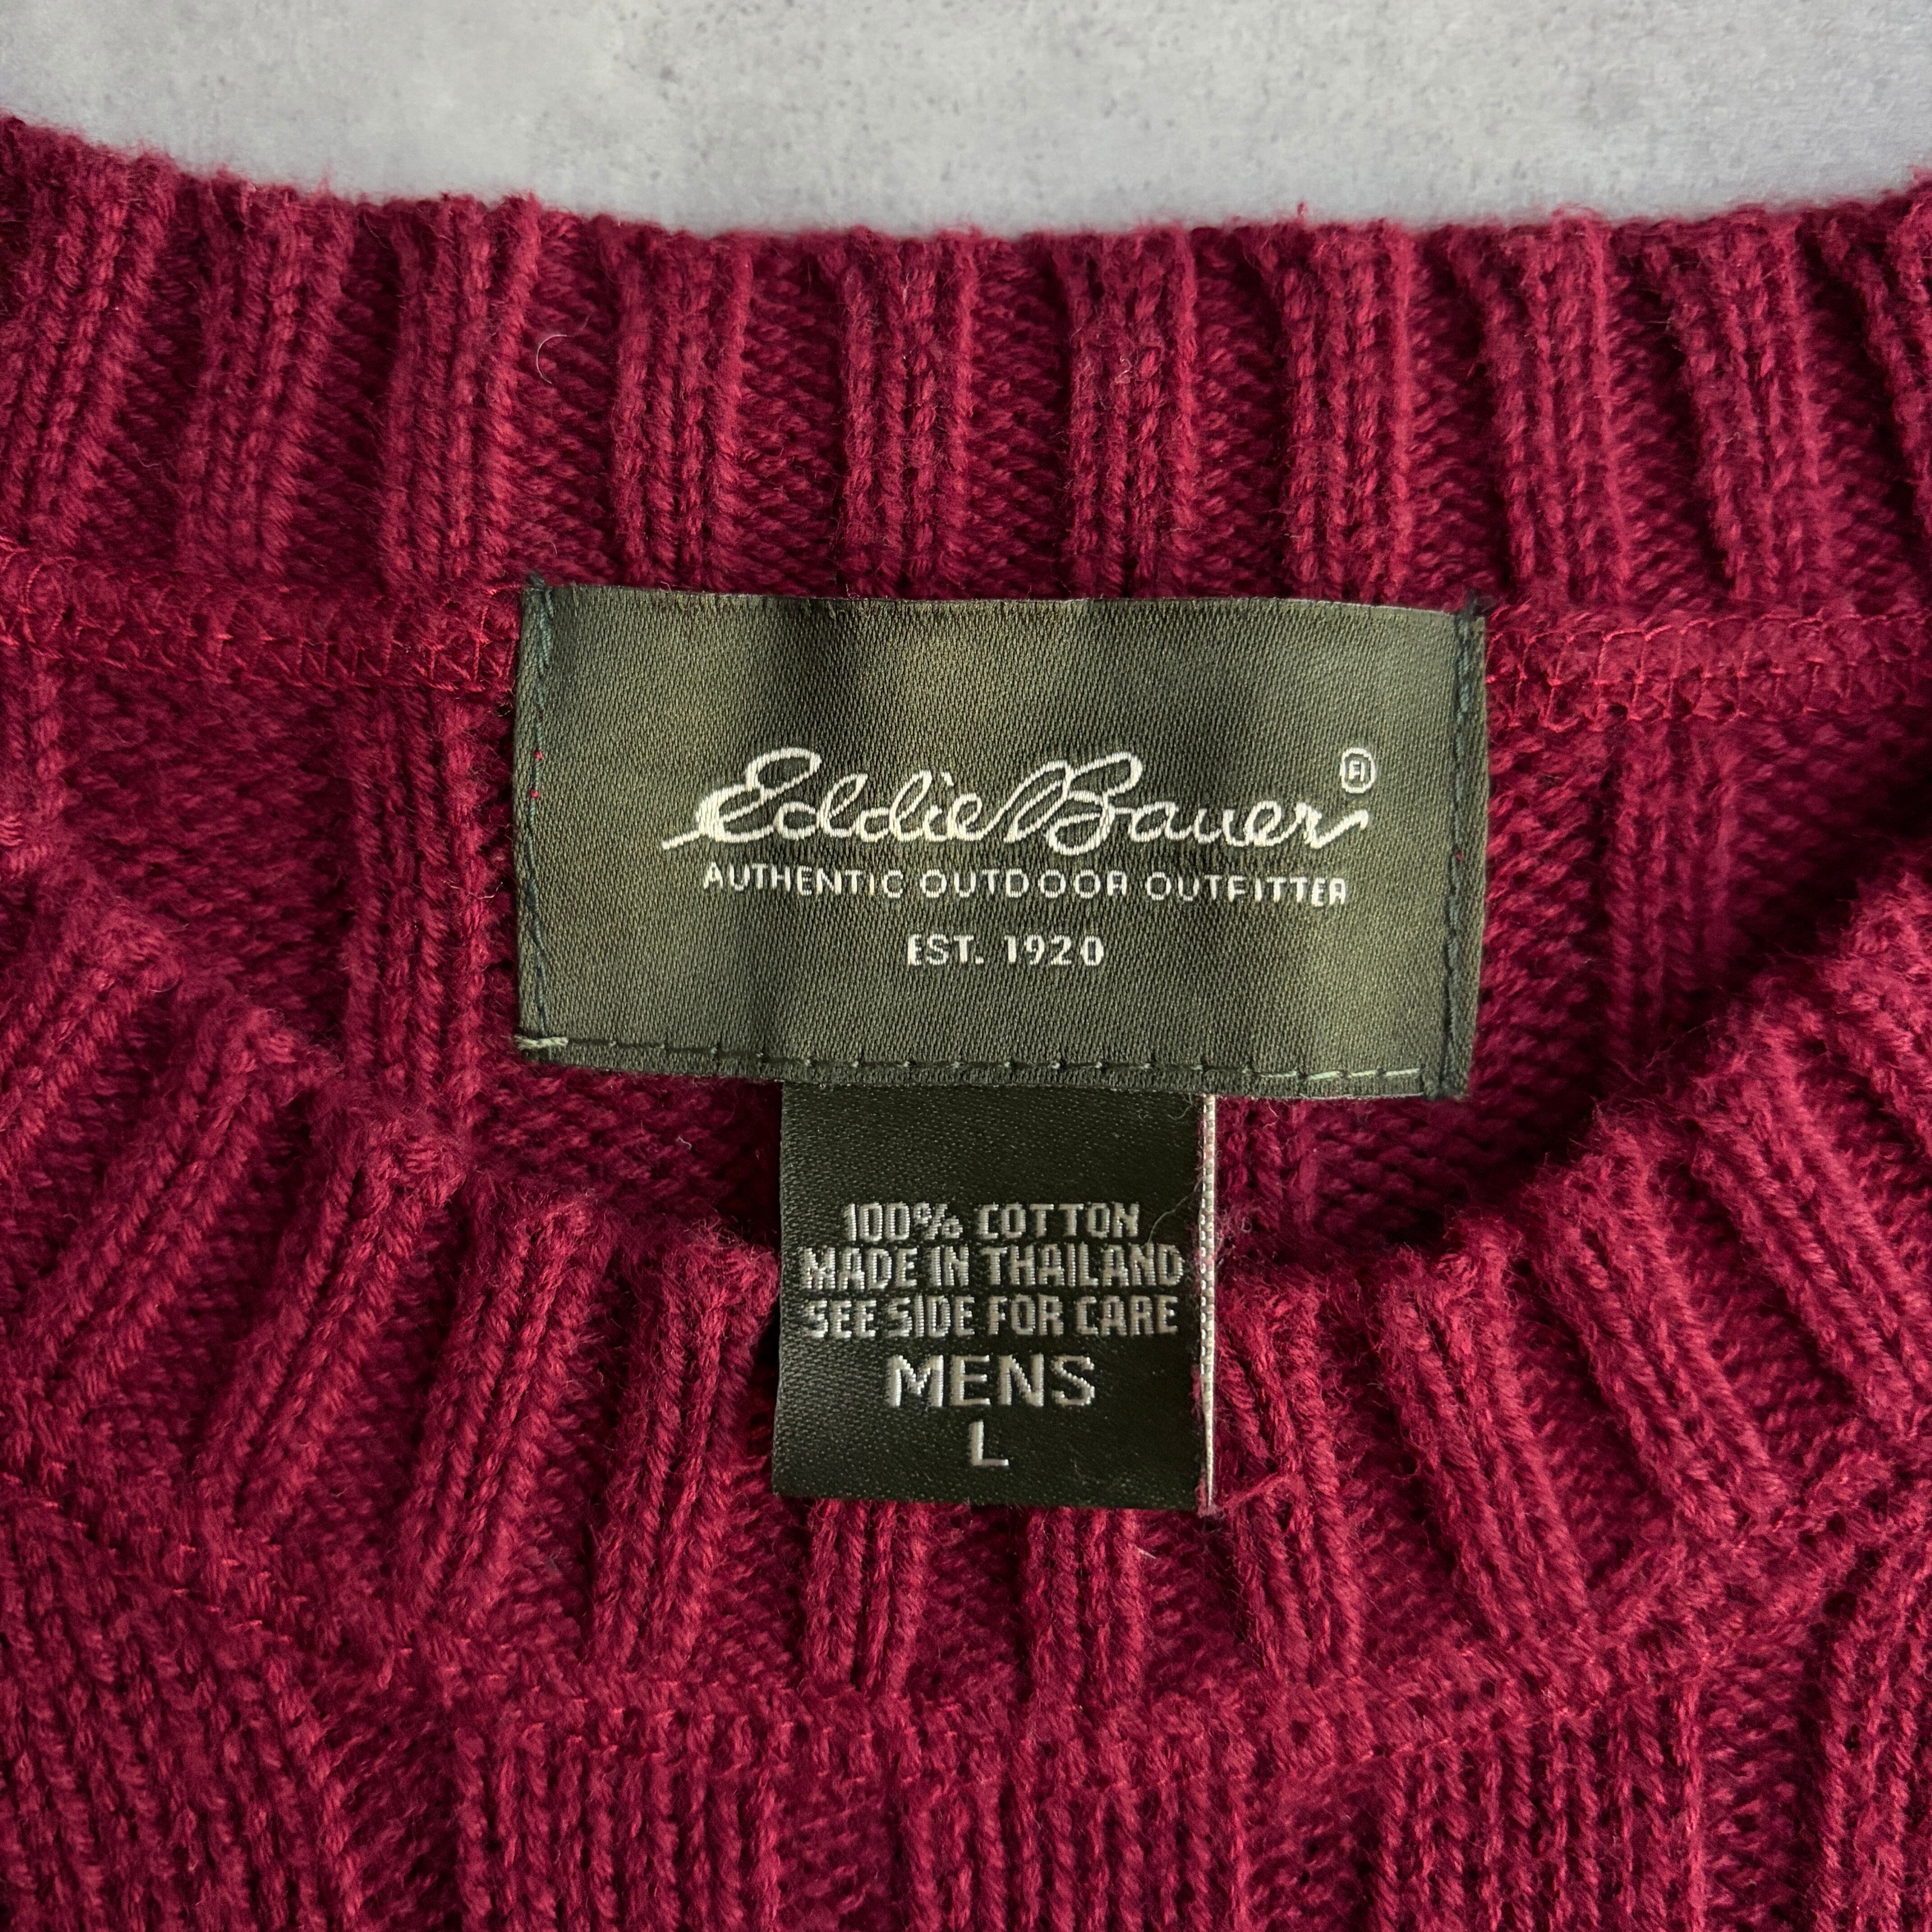 Eddie Bauer®
AUTHENTIC OUTDOOR OUTFITTER
EST. 1920
100% COTTON
MADE IN THAILAND
SEE SIDE FOR CARE
MENS
L